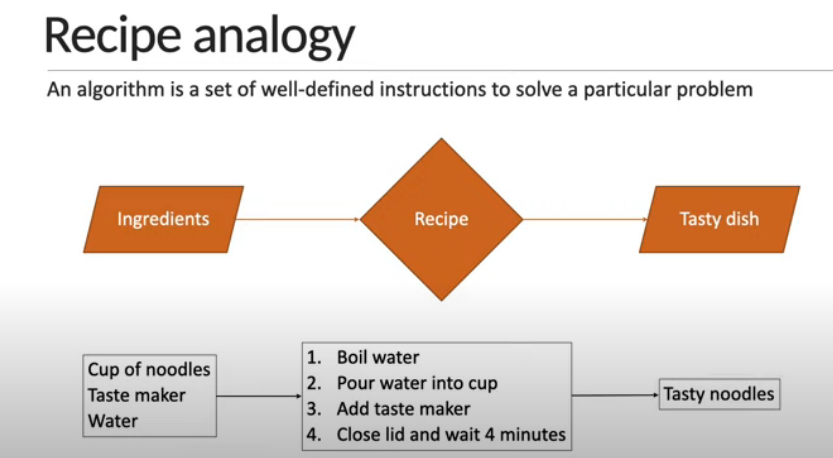 Recipe analogy
An algorithm is a set of well-defined instructions to solve a particular problem
Ingredients
Recipe
Tasty dish
Cup of noodles
Taste maker
Water
1. Boil water
2. Pour water into cup
3. Add taste maker
4. Close lid and wait 4 minutes
Tasty noodles